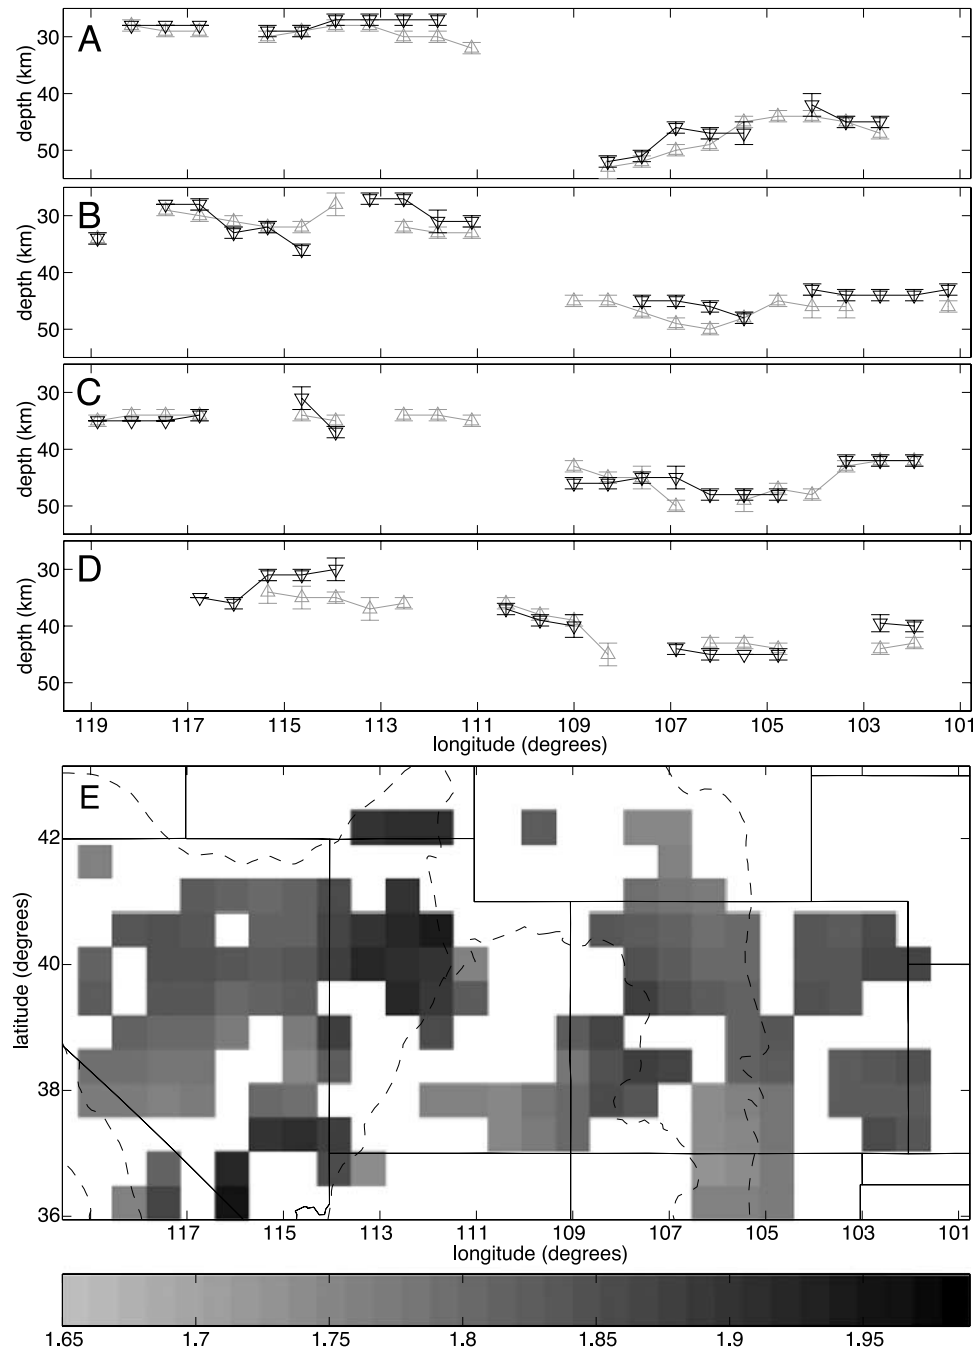 A
30
40
50
depth (km)
B
30
40
50
depth (km)
C
30
40
50
depth (km)
D
30
40
50
depth (km)
119 117 115 113 111 109 107 105 103 101
longitude (degrees)
E
42
40
38
36
latitude (degrees)
117 115 113 111 109 107 105 103 101
longitude (degrees)
1.65 1.7 1.75 1.8 1.85 1.9 1.95